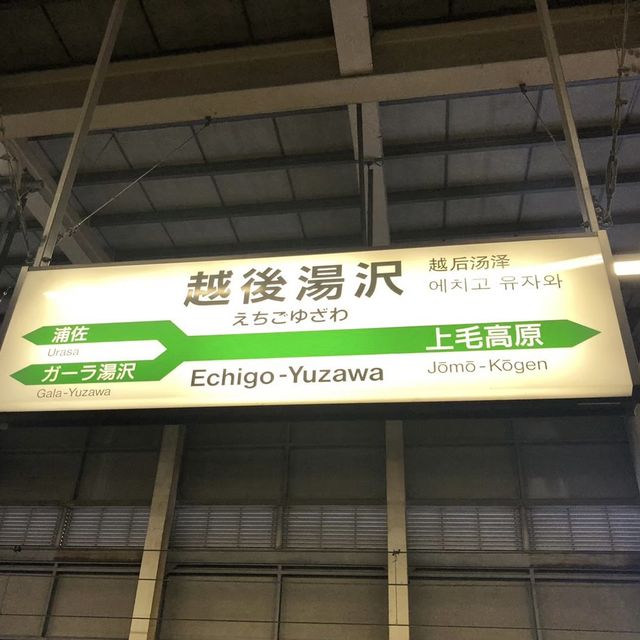 越後湯沢
えちごゆざわ
越后汤泽
에치고 유자와
浦佐
Urasa
ガーラ湯沢
Gala-Yuzawa
Echigo-Yuzawa
上毛高原
Jōmō-Kōgen